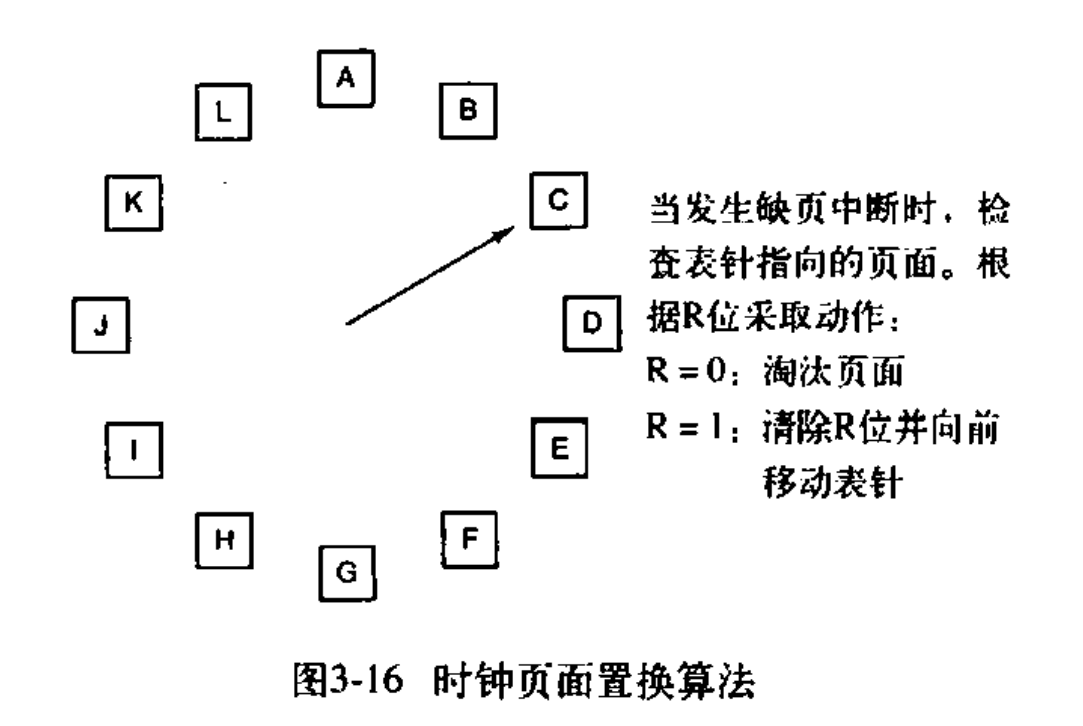 A
L
B
K
C
当发生缺页中断时，检
查表针指向的页面。根
J
D
据R位采取动作：
R = 0：淘汰页面
R = 1：清除R位并向前
I
E
移动表针
H
F
G
图3-16 时钟页面置换算法